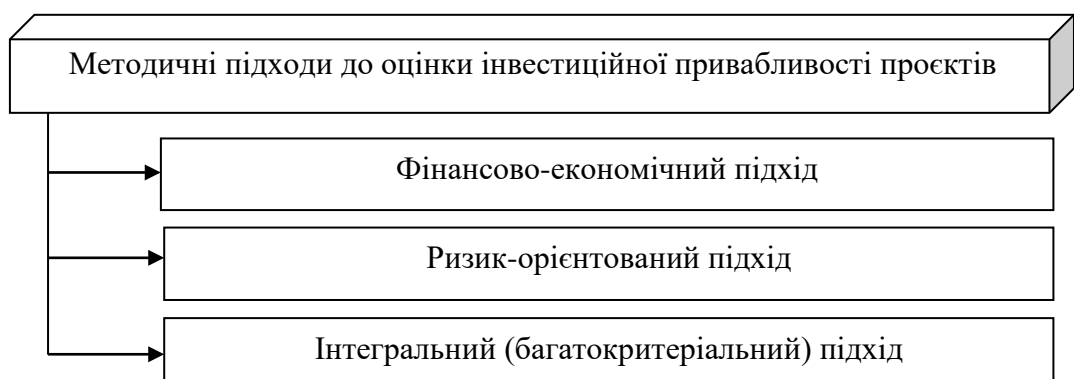 Методичні підходи до оцінки інвестиційної привабливості проєктів
Фінансово-економічний підхід
Ризик-орієнтований підхід
Інтегральний (багатокритеріальний) підхід